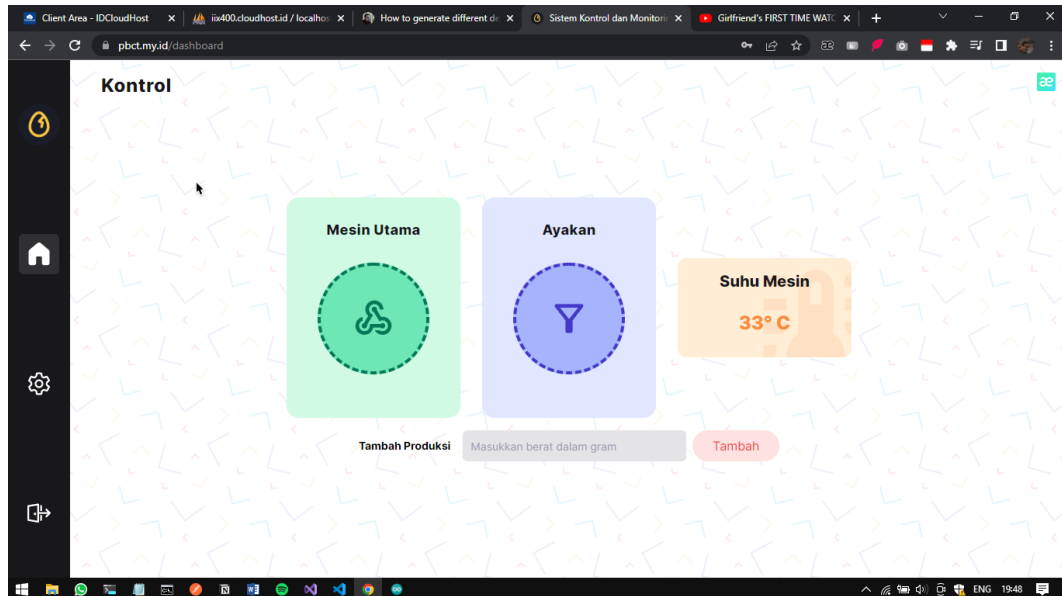 Client Area - IDCloudHost
iix400.cloudhost.id / localhos
How to generate different de
Sistem Kontrol dan Monitorin
Girlfriend's FIRST TIME WATC
pbct.my.id/dashboard
Kontrol
æ
Mesin Utama
Ayakan
Suhu Mesin
33° C
Tambah Produksi
Masukkan berat dalam gram
Tambah
ENG
19:48